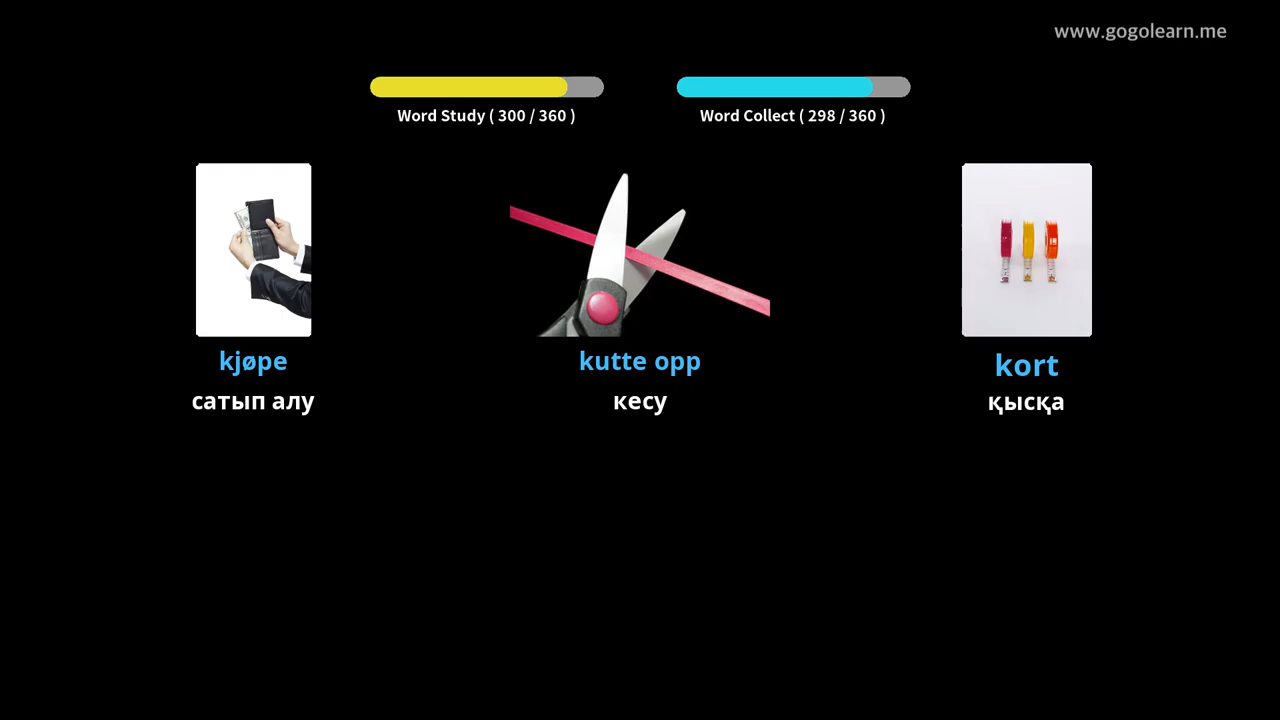 www.gogolearn.me
Word Study ( 300 / 360 )
Word Collect ( 298 / 360 )
kjøpe
сатып алу
kutte opp
кесу
kort
қысқа